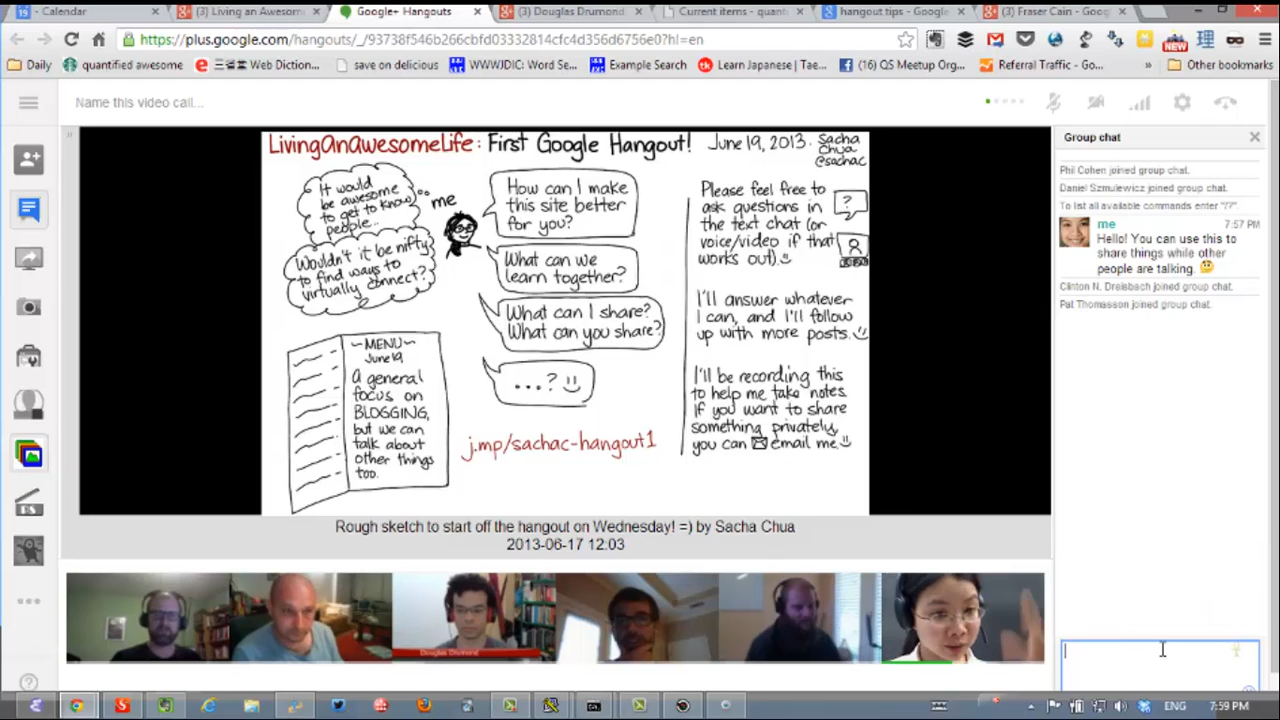 - Calendar
(3) Living an Awesom
Google+ Hangouts
(3) Douglas Drumond
Current items - quant
hangout tips - Google
(3) Fraser Cain - Goog
https://plus.google.com/hangouts/_/93738f546b266cbfd03332814cfc4d356d6756e0?hl=en
NEW
Daily
quantified awesome
Web Diction...
save on delicious
WWWJDIC: Word Se...
Example Search
Learn Japanese | Tae...
(16) QS Meetup Org...
Referral Traffic - Go...
»
Other bookmarks
Name this video call...
LivingAnAwesomeLife: First Google Hangout! June 19, 2013. Sacha
Chua
@sachac
It would
be awesome
to get to know
people...
me
Wouldn't it be nifty
to find ways to
virtually connect?
How can I make
this site better
for you?
What can we
learn together?
What can I share?
What can you share?
...? :)
~MENU~
June 19
A general
focus on
BLOGGING,
but we can
talk about
other things
too.
j.mp/sachac-hangout1
Please feel free to
ask questions in
the text chat (or
voice/video if that
works out). :)
?
I'll answer whatever
I can, and I'll follow
up with more posts. :)
I'll be recording this
to help me take notes.
If you want to share
something privately,
you can email me. :)
Rough sketch to start off the hangout on Wednesday! =) by Sacha Chua
2013-06-17 12:03
Douglas Drumond
Group chat
Phil Cohen joined group chat.
Daniel Szmulewicz joined group chat.
To list all available commands enter "/?"
me 7:57 PM
Hello! You can use this to
share things while other
people are talking.
Clinton N. Dreisbach joined group chat.
Pat Thomasson joined group chat.
ENG
7:59 PM